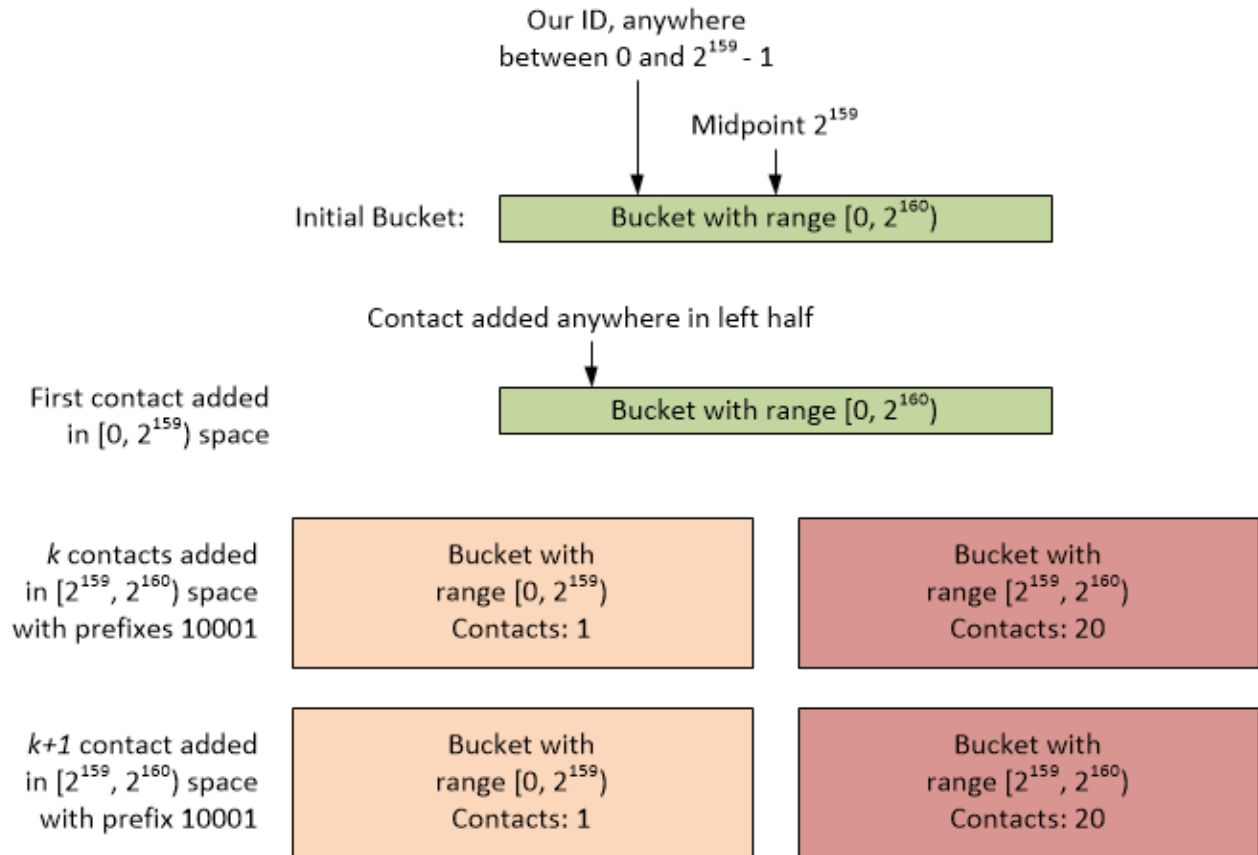 Our ID, anywhere
between 0 and 2¹⁵⁹ - 1
Midpoint 2¹⁵⁹
Initial Bucket:
Bucket with range [0, 2¹⁶⁰)
Contact added anywhere in left half
First contact added
in [0, 2¹⁵⁹) space
Bucket with range [0, 2¹⁶⁰)
k contacts added
in [2¹⁵⁹, 2¹⁶⁰) space
with prefixes 10001
Bucket with
range [0, 2¹⁵⁹)
Contacts: 1
Bucket with
range [2¹⁵⁹, 2¹⁶⁰)
Contacts: 20
k+1 contact added
in [2¹⁵⁹, 2¹⁶⁰) space
with prefix 10001
Bucket with
range [0, 2¹⁵⁹)
Contacts: 1
Bucket with
range [2¹⁵⁹, 2¹⁶⁰)
Contacts: 20